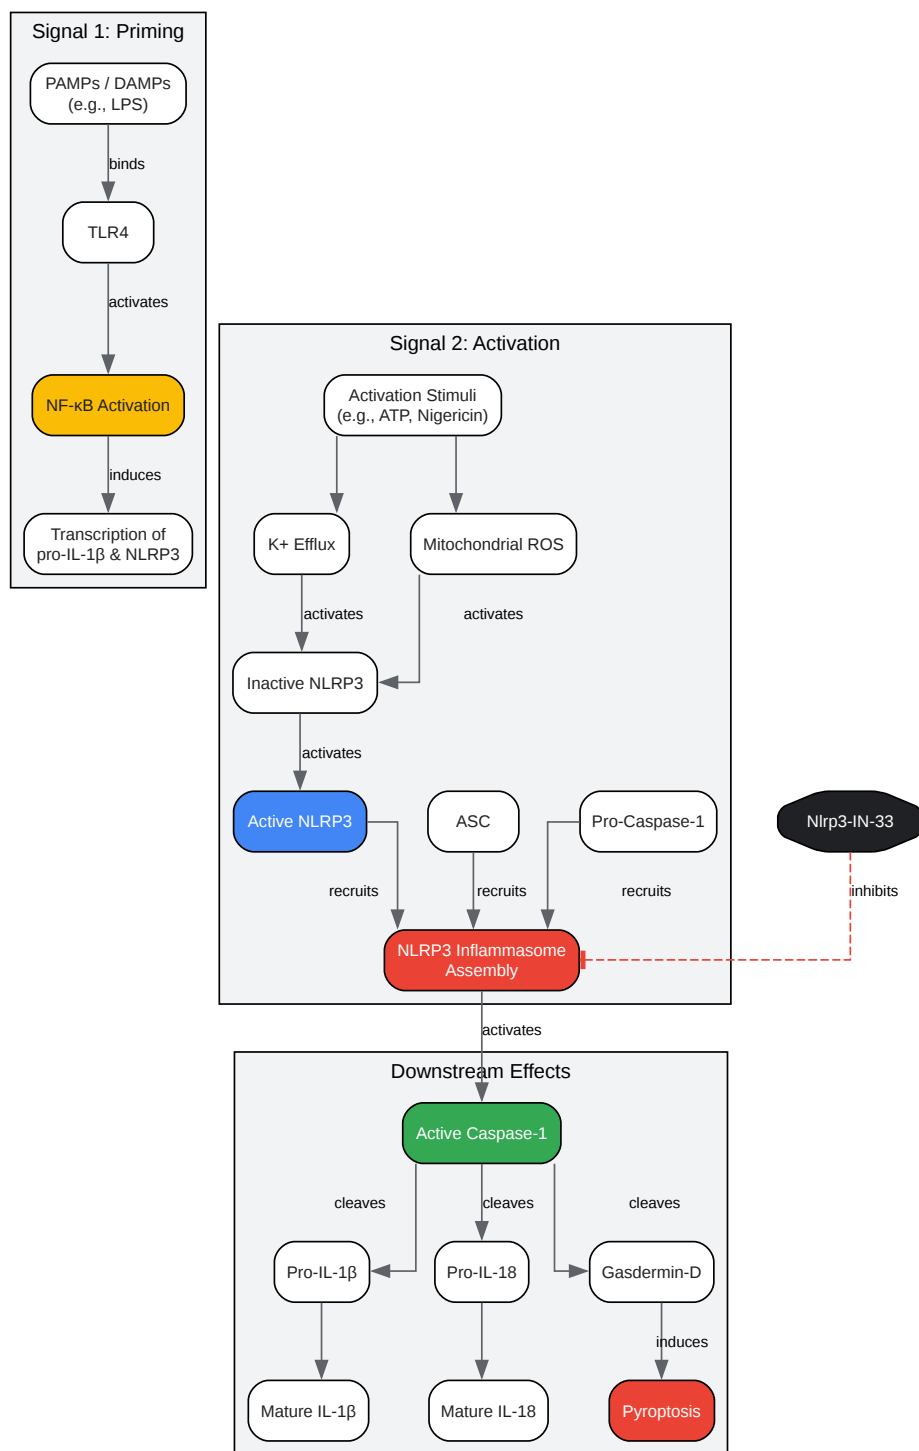 Signal 1: Priming
PAMPs / DAMPs
(e.g., LPS)
binds
TLR4
activates
NF-κB Activation
induces
Transcription of
pro-IL-1β & NLRP3
Signal 2: Activation
Activation Stimuli
(e.g., ATP, Nigericin)
K+ Efflux
Mitochondrial ROS
activates
activates
Inactive NLRP3
activates
Active NLRP3
ASC
Pro-Caspase-1
Nlrp3-IN-33
recruits
recruits
recruits
inhibits
NLRP3 Inflammasome
Assembly
activates
Downstream Effects
Active Caspase-1
cleaves
cleaves
cleaves
Pro-IL-1β
Pro-IL-18
Gasdermin-D
induces
Mature IL-1β
Mature IL-18
Pyroptosis